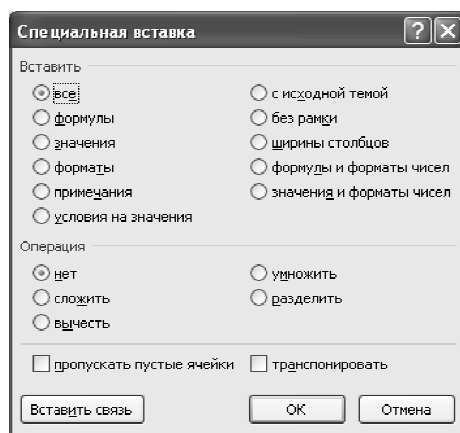 Специальная вставка
Вставить
все
с исходной темой
формулы
без рамки
значения
ширины столбцов
форматы
формулы и форматы чисел
примечания
значения и форматы чисел
условия на значения
Операция
нет
умножить
сложить
разделить
вычесть
пропускать пустые ячейки
транспонировать
Вставить связь
ОК
Отмена